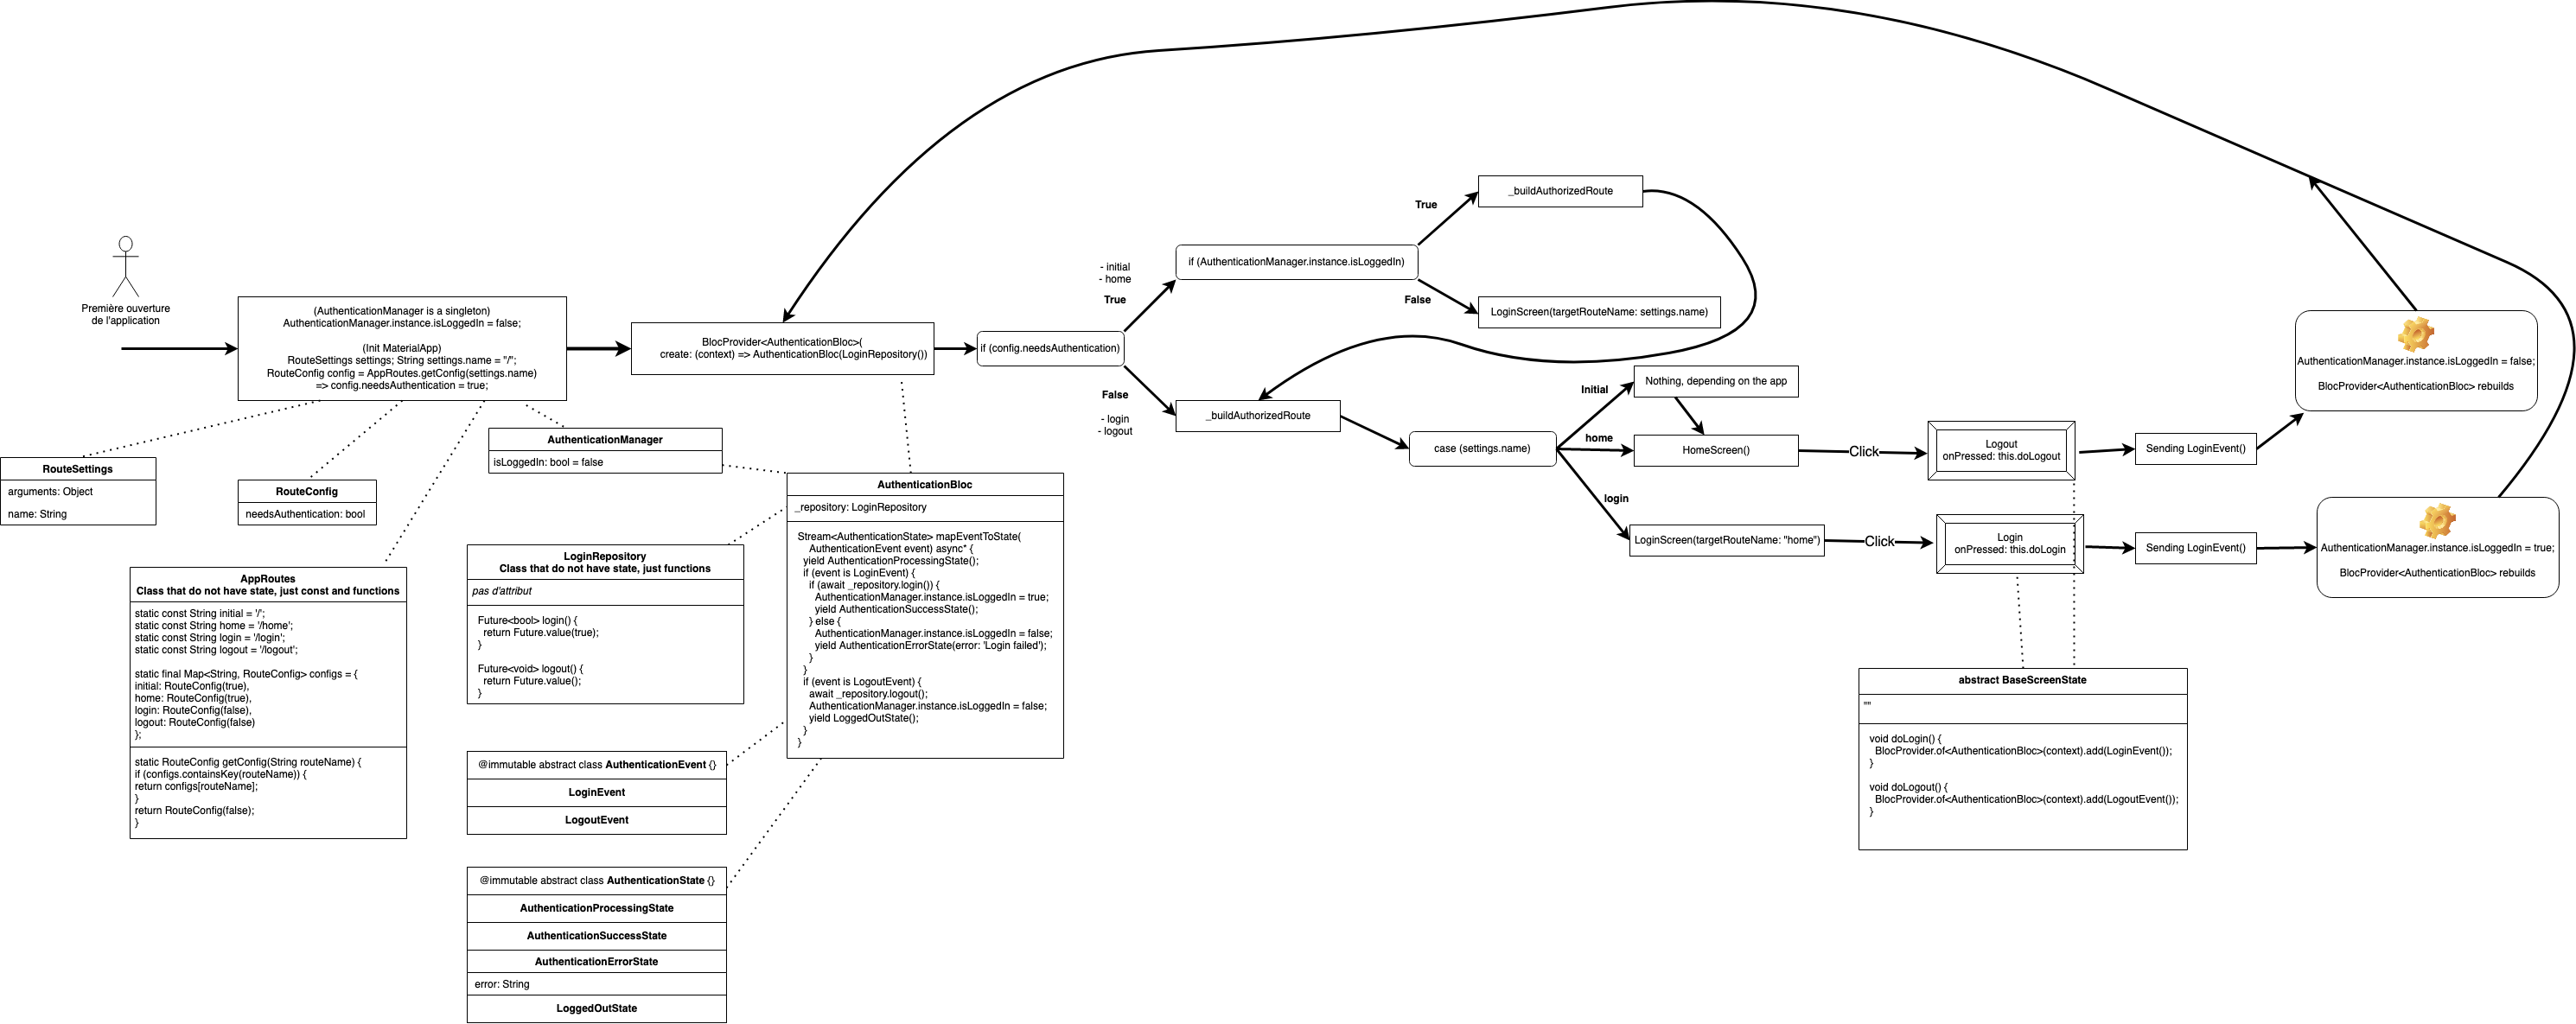 Première ouverture
de l'application
(AuthenticationManager is a singleton)
AuthenticationManager.instance.isLoggedIn = false;
(Init MaterialApp)
RouteSettings settings; String settings.name = "/";
RouteConfig config = AppRoutes.getConfig(settings.name)
=> config.needsAuthentication = true;
BlocProvider<AuthenticationBloc>(
create: (context) => AuthenticationBloc(LoginRepository())
if (config.needsAuthentication)
- initial
- home
True
False
- login
- logout
if (AuthenticationManager.instance.isLoggedIn)
True
_buildAuthorizedRoute
False
LoginScreen(targetRouteName: settings.name)
_buildAuthorizedRoute
case (settings.name)
Initial
Nothing, depending on the app
home
HomeScreen()
login
LoginScreen(targetRouteName: "home")
Click
Logout
onPressed: this.doLogout
Sending LoginEvent()
AuthenticationManager.instance.isLoggedIn = false;
BlocProvider<AuthenticationBloc> rebuilds
Click
Login
onPressed: this.doLogin
Sending LoginEvent()
AuthenticationManager.instance.isLoggedIn = true;
BlocProvider<AuthenticationBloc> rebuilds
RouteSettings
arguments: Object
name: String
RouteConfig
needsAuthentication: bool
AuthenticationManager
isLoggedIn: bool = false
AppRoutes
Class that do not have state, just const and functions
static const String initial = '/';
static const String home = '/home';
static const String login = '/login';
static const String logout = '/logout';
static final Map<String, RouteConfig> configs = {
initial: RouteConfig(true),
home: RouteConfig(true),
login: RouteConfig(false),
logout: RouteConfig(false)
};
static RouteConfig getConfig(String routeName) {
if (configs.containsKey(routeName)) {
return configs[routeName];
}
return RouteConfig(false);
}
LoginRepository
Class that do not have state, just functions
pas d'attribut
Future<bool> login() {
return Future.value(true);
}
Future<void> logout() {
return Future.value();
}
AuthenticationBloc
_repository: LoginRepository
Stream<AuthenticationState> mapEventToState(
AuthenticationEvent event) async* {
yield AuthenticationProcessingState();
if (event is LoginEvent) {
if (await _repository.login()) {
AuthenticationManager.instance.isLoggedIn = true;
yield AuthenticationSuccessState();
} else {
AuthenticationManager.instance.isLoggedIn = false;
yield AuthenticationErrorState(error: 'Login failed');
}
}
if (event is LogoutEvent) {
await _repository.logout();
AuthenticationManager.instance.isLoggedIn = false;
yield LoggedOutState();
}
}
@immutable abstract class AuthenticationEvent {}
LoginEvent
LogoutEvent
@immutable abstract class AuthenticationState {}
AuthenticationProcessingState
AuthenticationSuccessState
AuthenticationErrorState
error: String
LoggedOutState
abstract BaseScreenState
""
void doLogin() {
BlocProvider.of<AuthenticationBloc>(context).add(LoginEvent());
}
void doLogout() {
BlocProvider.of<AuthenticationBloc>(context).add(LogoutEvent());
}